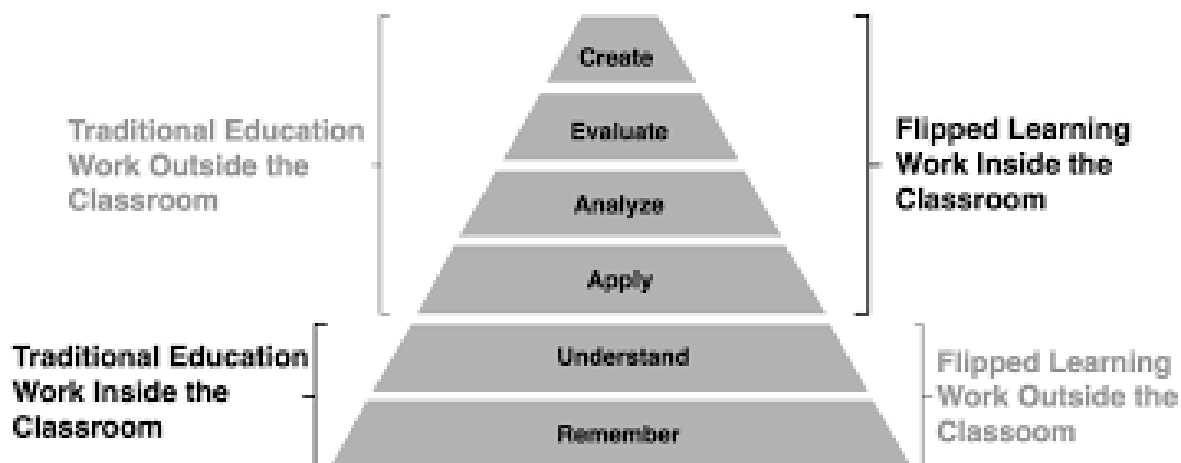 Create
Evaluate
Analyze
Apply
Understand
Remember
Traditional Education
Work Outside the
Classroom
Traditional Education
Work Inside the
Classroom
Flipped Learning
Work Inside the
Classroom
Flipped Learning
Work Outside the
Classoom